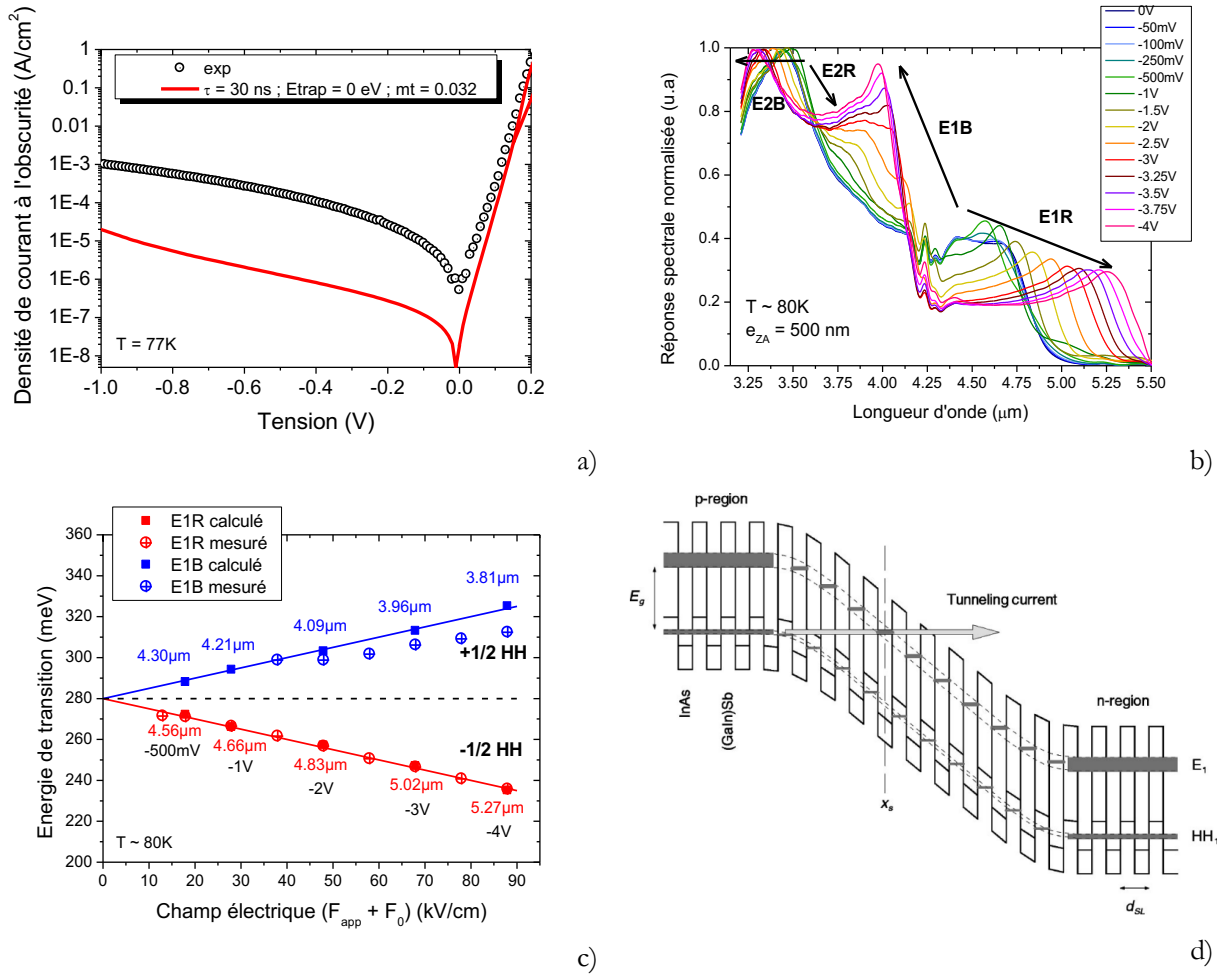 exp
τ = 30 ns ; Etrap = 0 eV ; mt = 0.032
Densité de courant à l'obscurité (A/cm²)
1
0.1
0.01
1E-3
1E-4
1E-5
1E-6
1E-7
1E-8
T = 77K
-1.0 -0.8 -0.6 -0.4 -0.2 0.0 0.2
Tension (V)
a)
0V
-50mV
-100mV
-250mV
-500mV
-1V
-1.5V
-2V
-2.5V
-3V
-3.25V
-3.5V
-3.75V
-4V
Réponse spectrale normalisée (u.a)
1.0
0.8
0.6
0.4
0.2
0.0
E2R
E2B
E1B
E1R
T ~ 80K
e_ZA = 500 nm
3.25 3.50 3.75 4.00 4.25 4.50 4.75 5.00 5.25 5.50
Longueur d'onde (μm)
b)
E1R calculé
E1R mesuré
E1B calculé
E1B mesuré
Energie de transition (meV)
360
340
320
300
280
260
240
220
200
3.81μm
3.96μm
4.09μm
4.21μm
4.30μm
+1/2 HH
4.56μm
-500mV
4.66μm
-1V
-1/2 HH
4.83μm
-2V
5.02μm
-3V
5.27μm
-4V
T ~ 80K
0 10 20 30 40 50 60 70 80 90
Champ électrique (F_app + F_0) (kV/cm)
c)
p-region
E_g
Tunneling current
InAs
(GaIn)Sb
x_s
n-region
E_1
HH_1
d_SL
d)